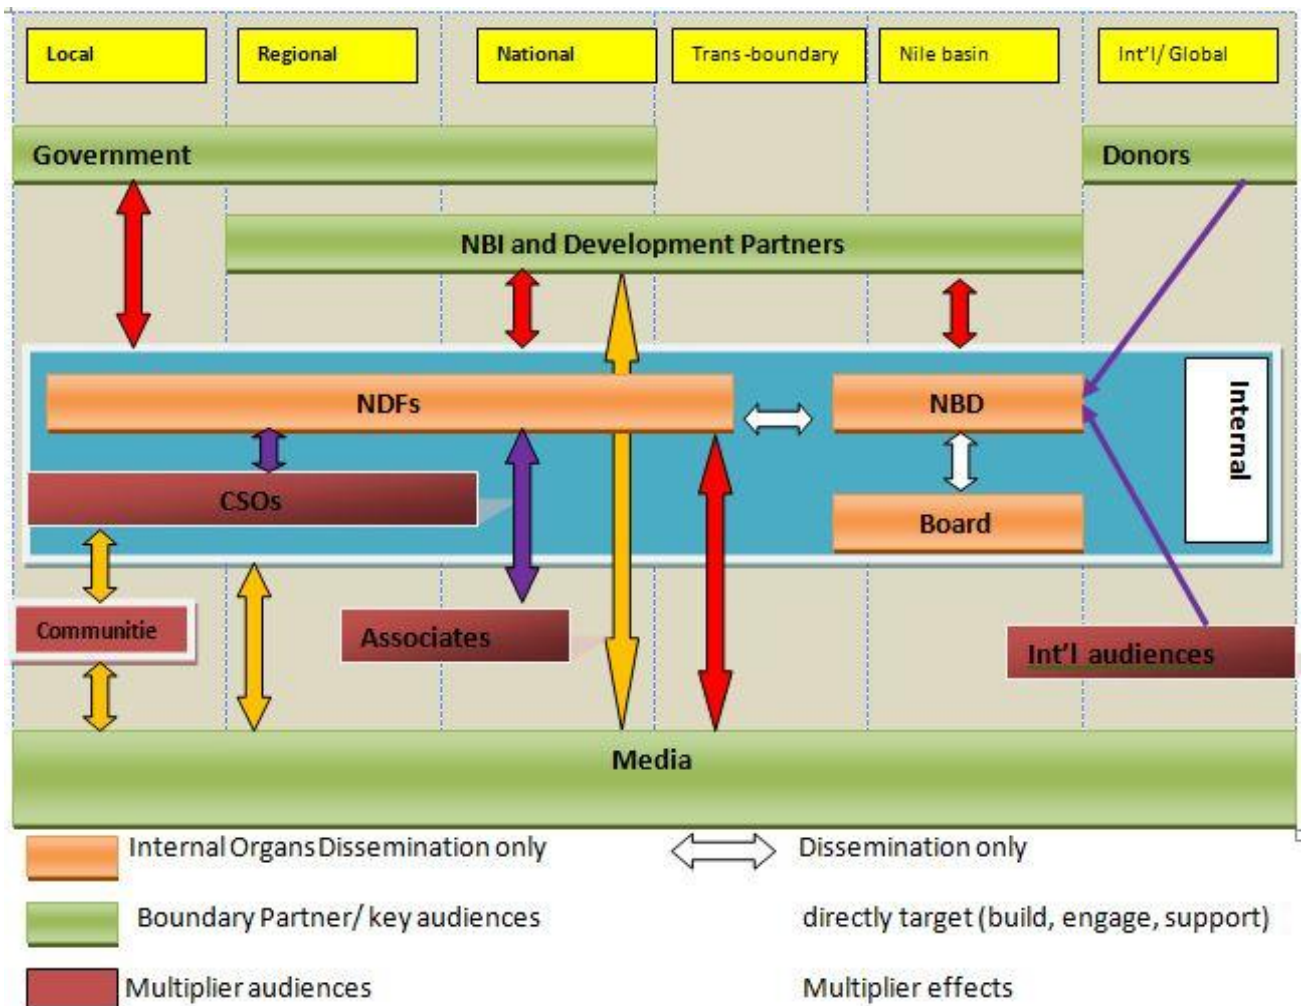 Local
Regional
National
Trans-boundary
Nile basin
Int'l/ Global
Government
Donors
NBI and Development Partners
NDFs
NBD
Internal
CSOs
Board
Communitie
Associates
Int'l audiences
Media
Internal Organs Dissemination only
Dissemination only
Boundary Partner/ key audiences
directly target (build, engage, support)
Multiplier audiences
Multiplier effects